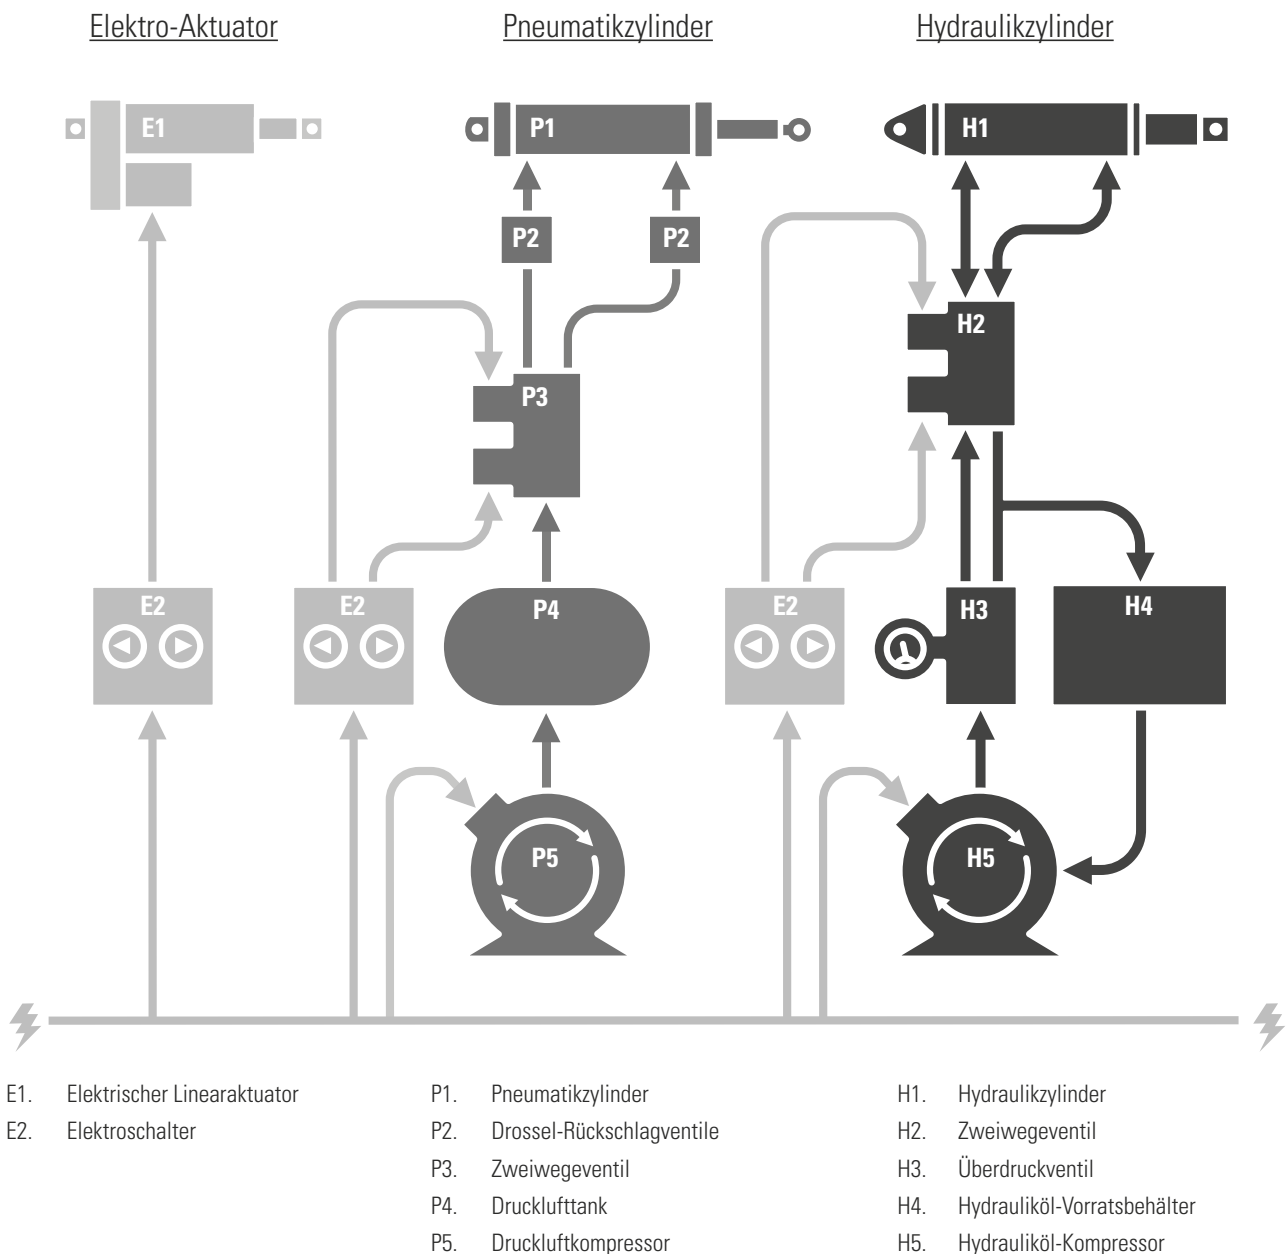 Elektro-Aktuator
Pneumatikzylinder
Hydraulikzylinder
E1
P1
H1
P2
P2
H2
P3
E2
E2
P4
E2
H3
H4
P5
H5
E1. Elektrischer Linearaktuator
E2. Elektroschalter
P1. Pneumatikzylinder
P2. Drossel-Rückschlagventile
P3. Zweiwegeventil
P4. Drucklufttank
P5. Druckluftkompressor
H1. Hydraulikzylinder
H2. Zweiwegeventil
H3. Überdruckventil
H4. Hydrauliköl-Vorratsbehälter
H5. Hydrauliköl-Kompressor